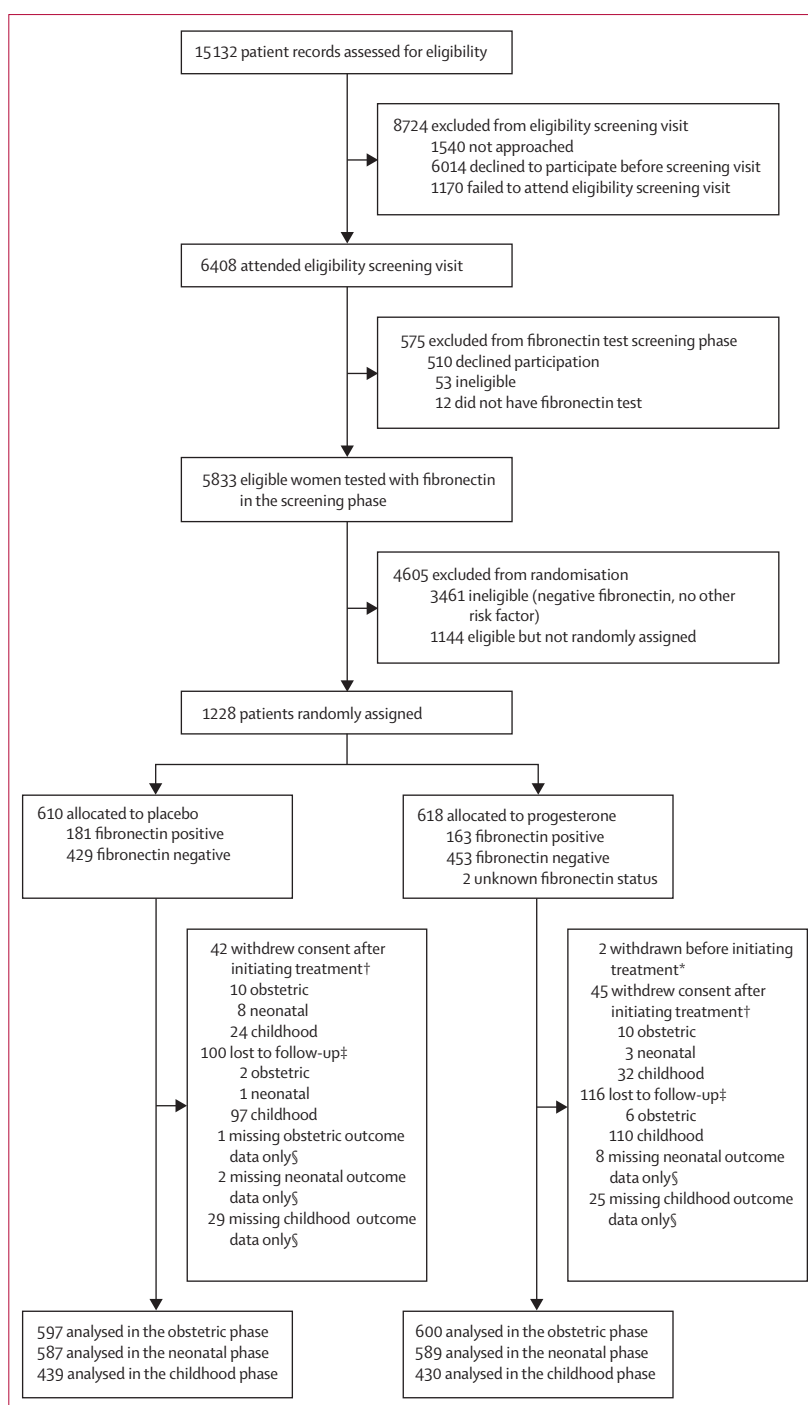 15132 patient records assessed for eligibility
8724 excluded from eligibility screening visit
1540 not approached
6014 declined to participate before screening visit
1170 failed to attend eligibility screening visit
6408 attended eligibility screening visit
575 excluded from fibronectin test screening phase
510 declined participation
53 ineligible
12 did not have fibronectin test
5833 eligible women tested with fibronectin
in the screening phase
4605 excluded from randomisation
3461 ineligible (negative fibronectin, no other
risk factor)
1144 eligible but not randomly assigned
1228 patients randomly assigned
610 allocated to placebo
181 fibronectin positive
429 fibronectin negative
618 allocated to progesterone
163 fibronectin positive
453 fibronectin negative
2 unknown fibronectin status
42 withdrew consent after
initiating treatment†
10 obstetric
8 neonatal
24 childhood
100 lost to follow-up‡
2 obstetric
1 neonatal
97 childhood
1 missing obstetric outcome
data only§
2 missing neonatal outcome
data only§
29 missing childhood outcome
data only§
2 withdrawn before initiating
treatment*
45 withdrew consent after
initiating treatment†
10 obstetric
3 neonatal
32 childhood
116 lost to follow-up‡
6 obstetric
110 childhood
8 missing neonatal outcome
data only§
25 missing childhood outcome
data only§
597 analysed in the obstetric phase
587 analysed in the neonatal phase
439 analysed in the childhood phase
600 analysed in the obstetric phase
589 analysed in the neonatal phase
430 analysed in the childhood phase